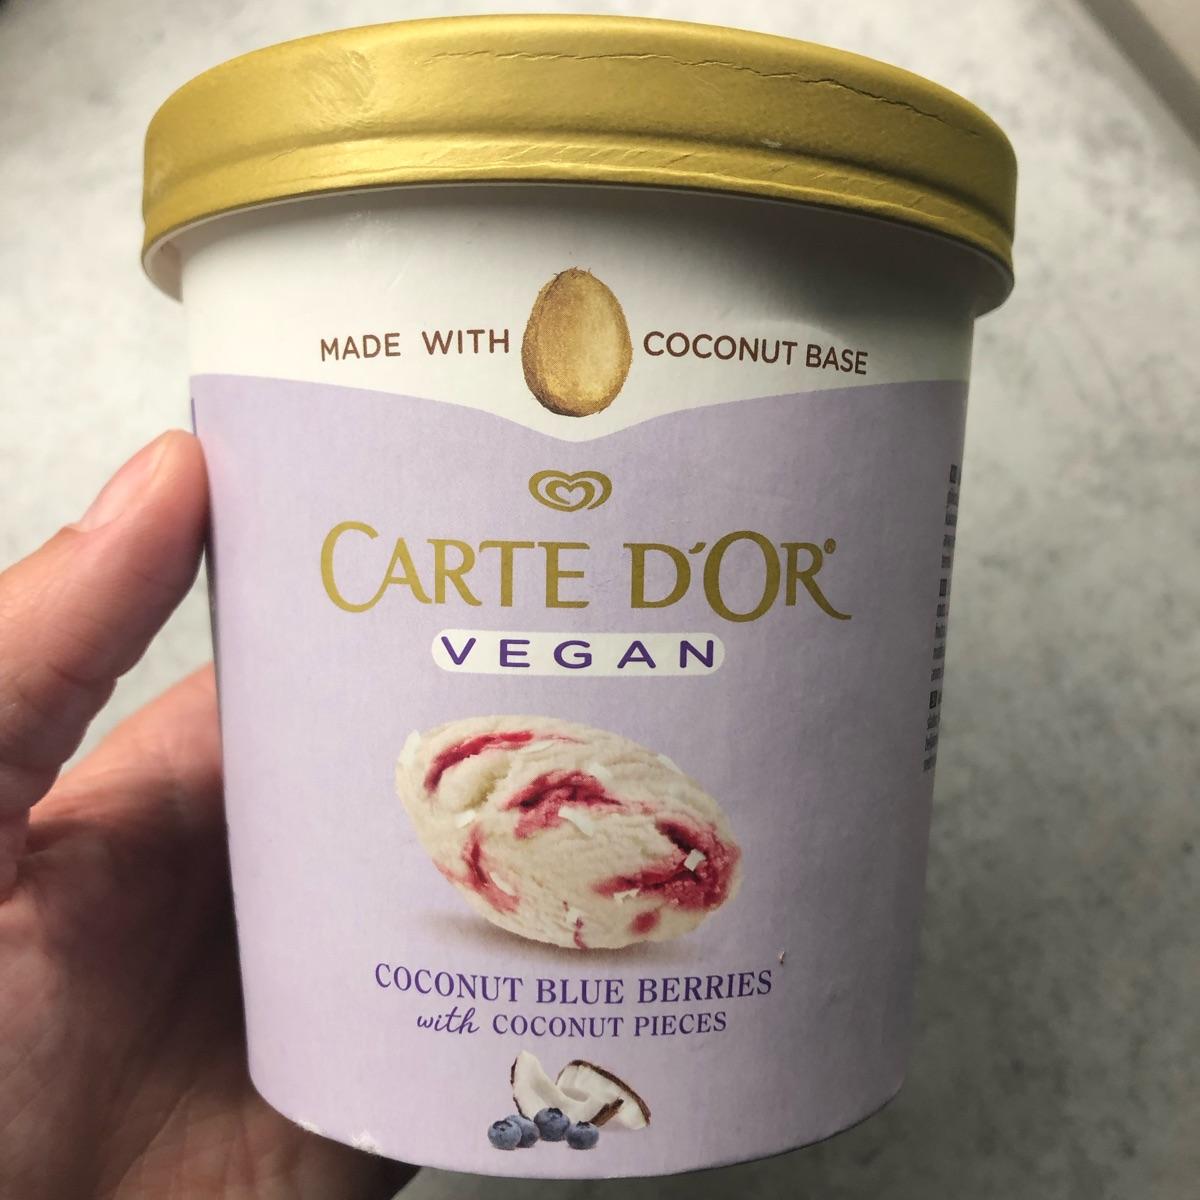 MADE WITH COCONUT BASE
CARTE D'OR®
VEGAN
COCONUT BLUE BERRIES
with COCONUT PIECES